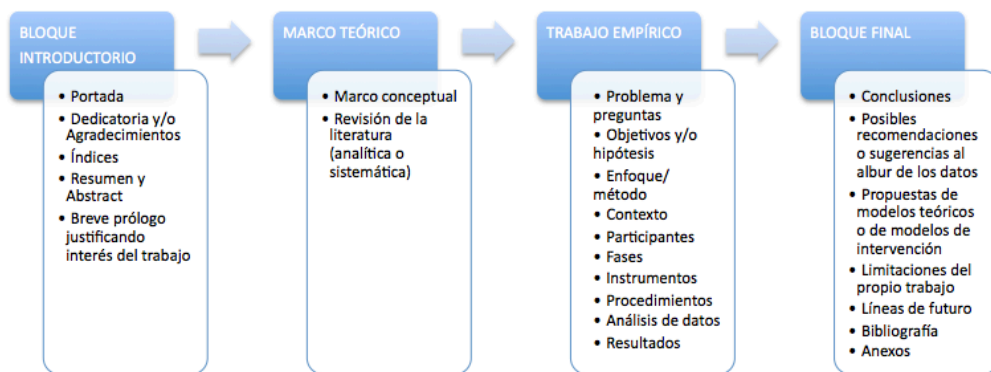 BLOQUE
INTRODUCTORIO
• Portada
• Dedicatoria y/o
Agradecimientos
• Índices
• Resumen y
Abstract
• Breve prólogo
justificando
interés del trabajo
MARCO TEÓRICO
• Marco conceptual
• Revisión de la
literatura
(analítica o
sistemática)
TRABAJO EMPÍRICO
• Problema y
preguntas
• Objetivos y/o
hipótesis
• Enfoque/
método
• Contexto
• Participantes
• Fases
• Instrumentos
• Procedimientos
• Análisis de datos
• Resultados
BLOQUE FINAL
• Conclusiones
• Posibles
recomendaciones
o sugerencias al
albur de los datos
• Propuestas de
modelos teóricos
o de modelos de
intervención
• Limitaciones del
propio trabajo
• Líneas de futuro
• Bibliografía
• Anexos